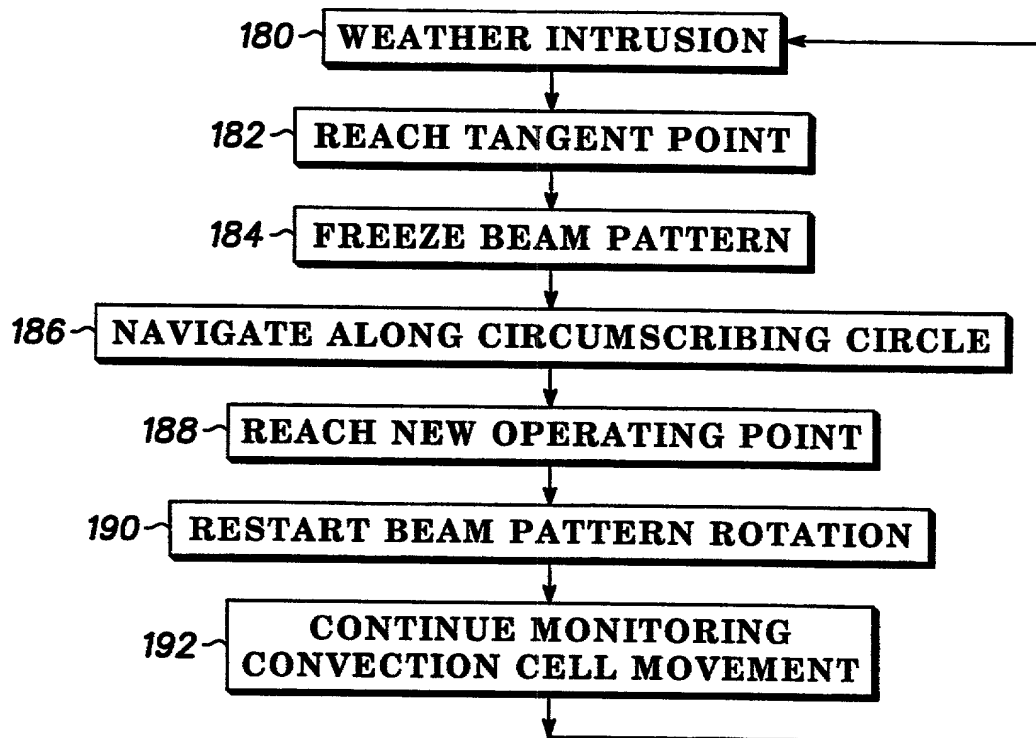 180 WEATHER INTRUSION
182 REACH TANGENT POINT
184 FREEZE BEAM PATTERN
186 NAVIGATE ALONG CIRCUMSCRIBING CIRCLE
188 REACH NEW OPERATING POINT
190 RESTART BEAM PATTERN ROTATION
192 CONTINUE MONITORING
CONVECTION CELL MOVEMENT